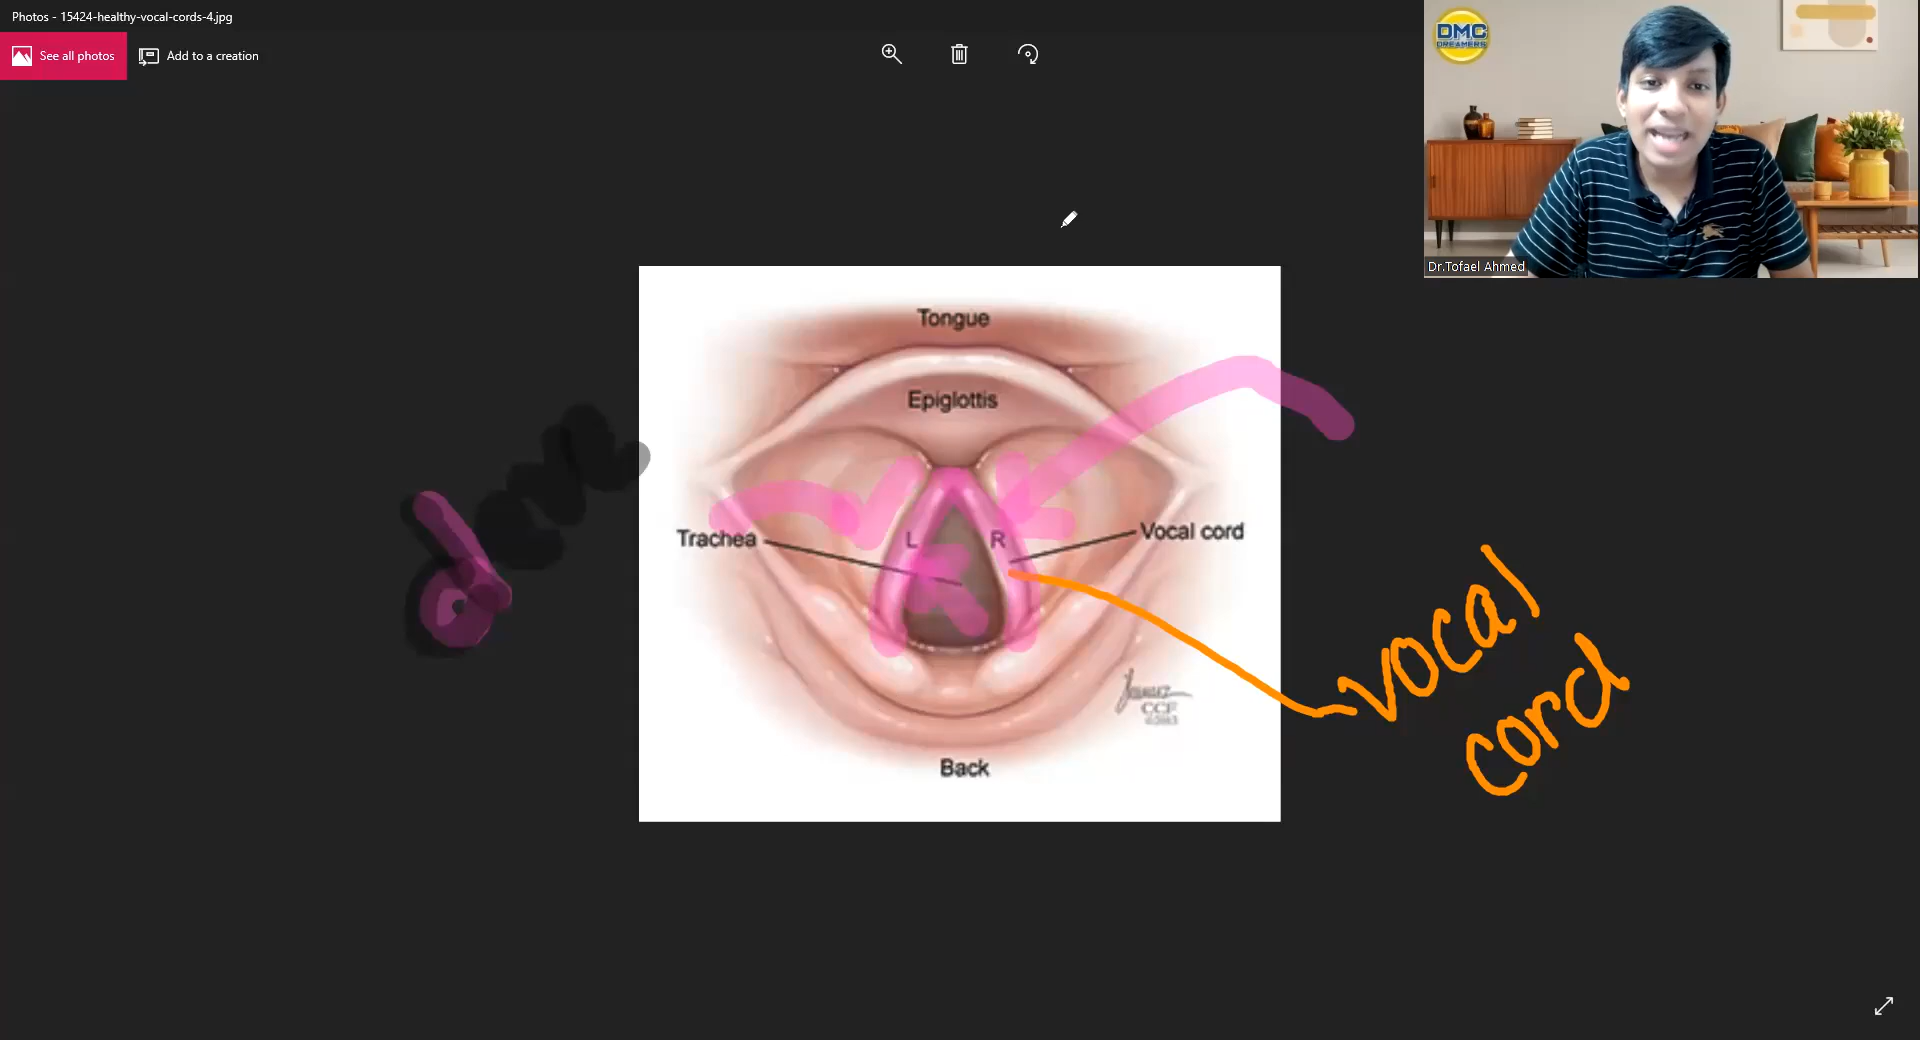 Photos - 15424-healthy-vocal-cords-4.jpg
See all photos
Add to a creation
DMC
DREAMERS
Dr.Tofael Ahmed
Tongue
Epiglottis
Trachea
L
R
Vocal cord
vocal
cord
CCF
©2013
Back